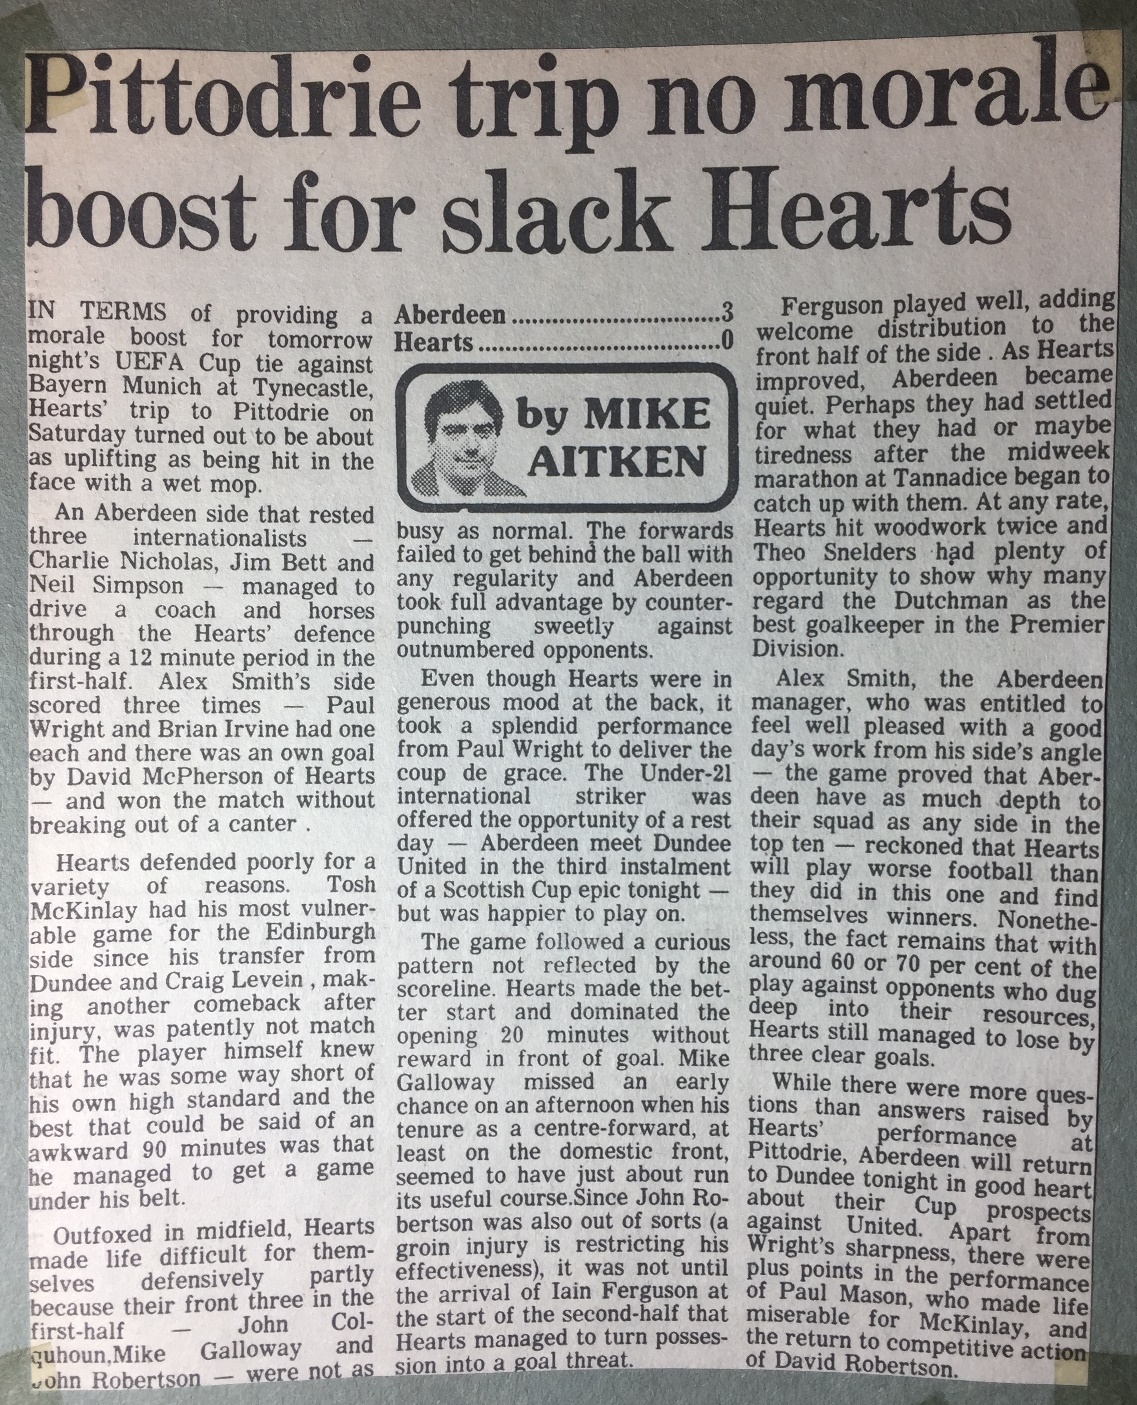 Pittodrie trip no morale
boost for slack Hearts
IN TERMS of providing a
morale boost for tomorrow
night's UEFA Cup tie against
Bayern Munich at Tynecastle,
Hearts' trip to Pittodrie on
Saturday turned out to be about
as uplifting as being hit in the
face with a wet mop.
An Aberdeen side that rested
three internationalists —
Charlie Nicholas, Jim Bett and
Neil Simpson — managed to
drive a coach and horses
through the Hearts' defence
during a 12 minute period in the
first-half. Alex Smith's side
scored three times — Paul
Wright and Brian Irvine had one
each and there was an own goal
by David McPherson of Hearts
— and won the match without
breaking out of a canter .
Hearts defended poorly for a
variety of reasons. Tosh
McKinlay had his most vulner-
able game for the Edinburgh
side since his transfer from
Dundee and Craig Levein , mak-
ing another comeback after
injury, was patently not match
fit. The player himself knew
that he was some way short of
his own high standard and the
best that could be said of an
awkward 90 minutes was that
he managed to get a game
under his belt.
Outfoxed in midfield, Hearts
made life difficult for them-
selves defensively partly
because their front three in the
first-half — John Col-
quhoun,Mike Galloway and
John Robertson — were not as
Aberdeen ..............................3
Hearts ...................................0
by MIKE
AITKEN
busy as normal. The forwards
failed to get behind the ball with
any regularity and Aberdeen
took full advantage by counter-
punching sweetly against
outnumbered opponents.
Even though Hearts were in
generous mood at the back, it
took a splendid performance
from Paul Wright to deliver the
coup de grace. The Under-21
international striker was
offered the opportunity of a rest
day — Aberdeen meet Dundee
United in the third instalment
of a Scottish Cup epic tonight —
but was happier to play on.
The game followed a curious
pattern not reflected by the
scoreline. Hearts made the bet-
ter start and dominated the
opening 20 minutes without
reward in front of goal. Mike
Galloway missed an early
chance on an afternoon when his
tenure as a centre-forward, at
least on the domestic front,
seemed to have just about run
its useful course.Since John Ro-
bertson was also out of sorts (a
groin injury is restricting his
effectiveness), it was not until
the arrival of Iain Ferguson at
the start of the second-half that
Hearts managed to turn posses-
sion into a goal threat.
Ferguson played well, adding
welcome distribution to the
front half of the side . As Hearts
improved, Aberdeen became
quiet. Perhaps they had settled
for what they had or maybe
tiredness after the midweek
marathon at Tannadice began to
catch up with them. At any rate,
Hearts hit woodwork twice and
Theo Snelders had plenty of
opportunity to show why many
regard the Dutchman as the
best goalkeeper in the Premier
Division.
Alex Smith, the Aberdeen
manager, who was entitled to
feel well pleased with a good
day's work from his side's angle
— the game proved that Aber-
deen have as much depth to
their squad as any side in the
top ten — reckoned that Hearts
will play worse football than
they did in this one and find
themselves winners. Nonethe-
less, the fact remains that with
around 60 or 70 per cent of the
play against opponents who dug
deep into their resources,
Hearts still managed to lose by
three clear goals.
While there were more ques-
tions than answers raised by
Hearts' performance at
Pittodrie, Aberdeen will return
to Dundee tonight in good heart
about their Cup prospects
against United. Apart from
Wright's sharpness, there were
plus points in the performance
of Paul Mason, who made life
miserable for McKinlay, and
the return to competitive action
of David Robertson.